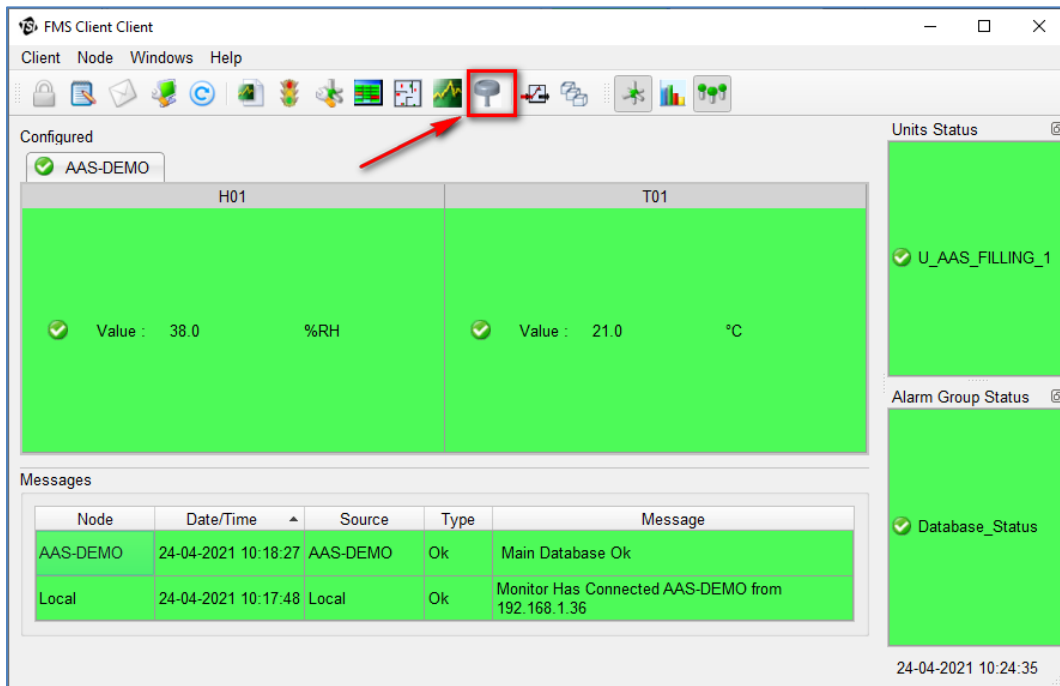 FMS Client Client
Client Node Windows Help
Configured
AAS-DEMO
H01 T01
Value : 38.0 %RH
Value : 21.0 °C
Units Status
U_AAS_FILLING_1
Alarm Group Status
Database_Status
Messages
Node Date/Time Source Type Message
AAS-DEMO 24-04-2021 10:18:27 AAS-DEMO Ok Main Database Ok
Local 24-04-2021 10:17:48 Local Ok Monitor Has Connected AAS-DEMO from
192.168.1.36
24-04-2021 10:24:35